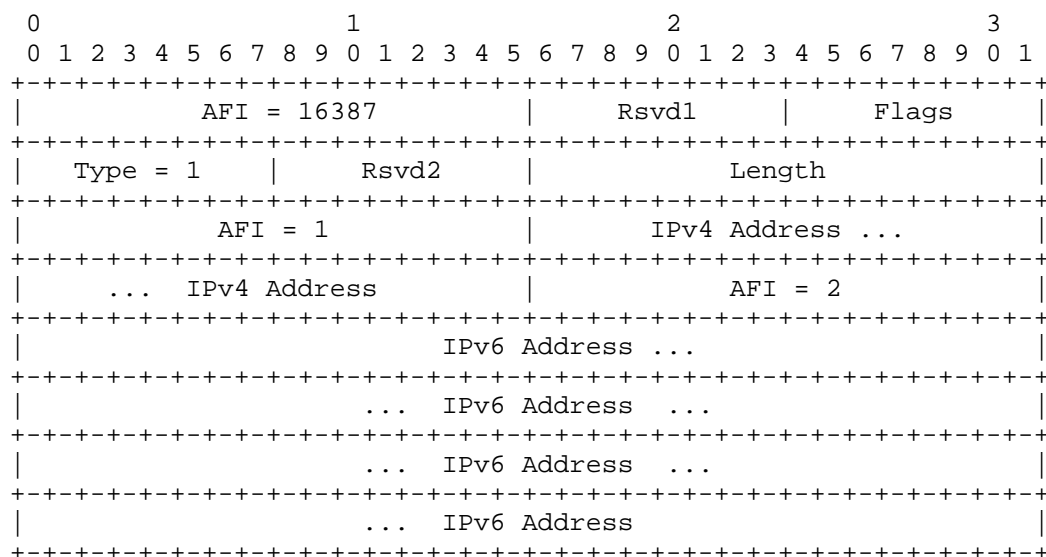 0                   1                   2                   3
 0 1 2 3 4 5 6 7 8 9 0 1 2 3 4 5 6 7 8 9 0 1 2 3 4 5 6 7 8 9 0 1
+-+-+-+-+-+-+-+-+-+-+-+-+-+-+-+-+-+-+-+-+-+-+-+-+-+-+-+-+-+-+-+-+
|           AFI = 16387         |     Rsvd1     |     Flags     |
+-+-+-+-+-+-+-+-+-+-+-+-+-+-+-+-+-+-+-+-+-+-+-+-+-+-+-+-+-+-+-+-+
|   Type = 1    |     Rsvd2     |            Length             |
+-+-+-+-+-+-+-+-+-+-+-+-+-+-+-+-+-+-+-+-+-+-+-+-+-+-+-+-+-+-+-+-+
|            AFI = 1            |       IPv4 Address ...        |
+-+-+-+-+-+-+-+-+-+-+-+-+-+-+-+-+-+-+-+-+-+-+-+-+-+-+-+-+-+-+-+-+
|     ...  IPv4 Address         |            AFI = 2            |
+-+-+-+-+-+-+-+-+-+-+-+-+-+-+-+-+-+-+-+-+-+-+-+-+-+-+-+-+-+-+-+-+
|                          IPv6 Address ...                     |
+-+-+-+-+-+-+-+-+-+-+-+-+-+-+-+-+-+-+-+-+-+-+-+-+-+-+-+-+-+-+-+-+
|                     ...  IPv6 Address  ...                    |
+-+-+-+-+-+-+-+-+-+-+-+-+-+-+-+-+-+-+-+-+-+-+-+-+-+-+-+-+-+-+-+-+
|                     ...  IPv6 Address  ...                    |
+-+-+-+-+-+-+-+-+-+-+-+-+-+-+-+-+-+-+-+-+-+-+-+-+-+-+-+-+-+-+-+-+
|                     ...  IPv6 Address                         |
+-+-+-+-+-+-+-+-+-+-+-+-+-+-+-+-+-+-+-+-+-+-+-+-+-+-+-+-+-+-+-+-+